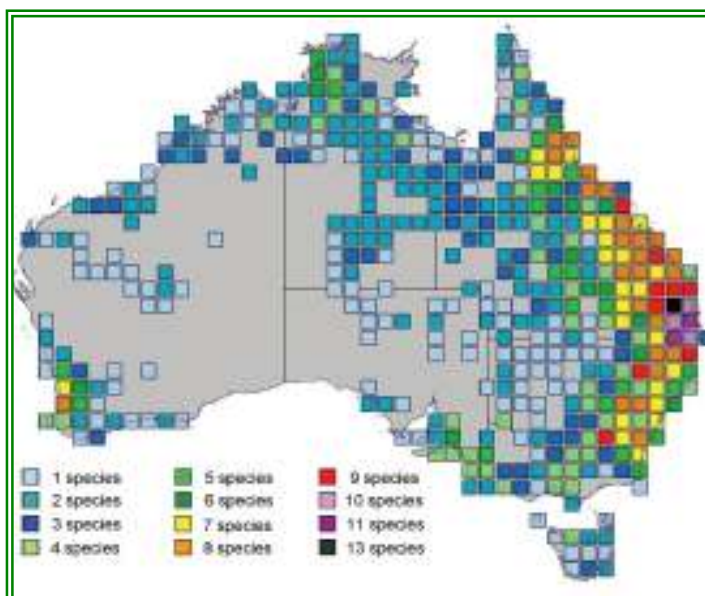 1 species
2 species
3 species
4 species
5 species
6 species
7 species
8 species
9 species
10 species
11 species
13 species